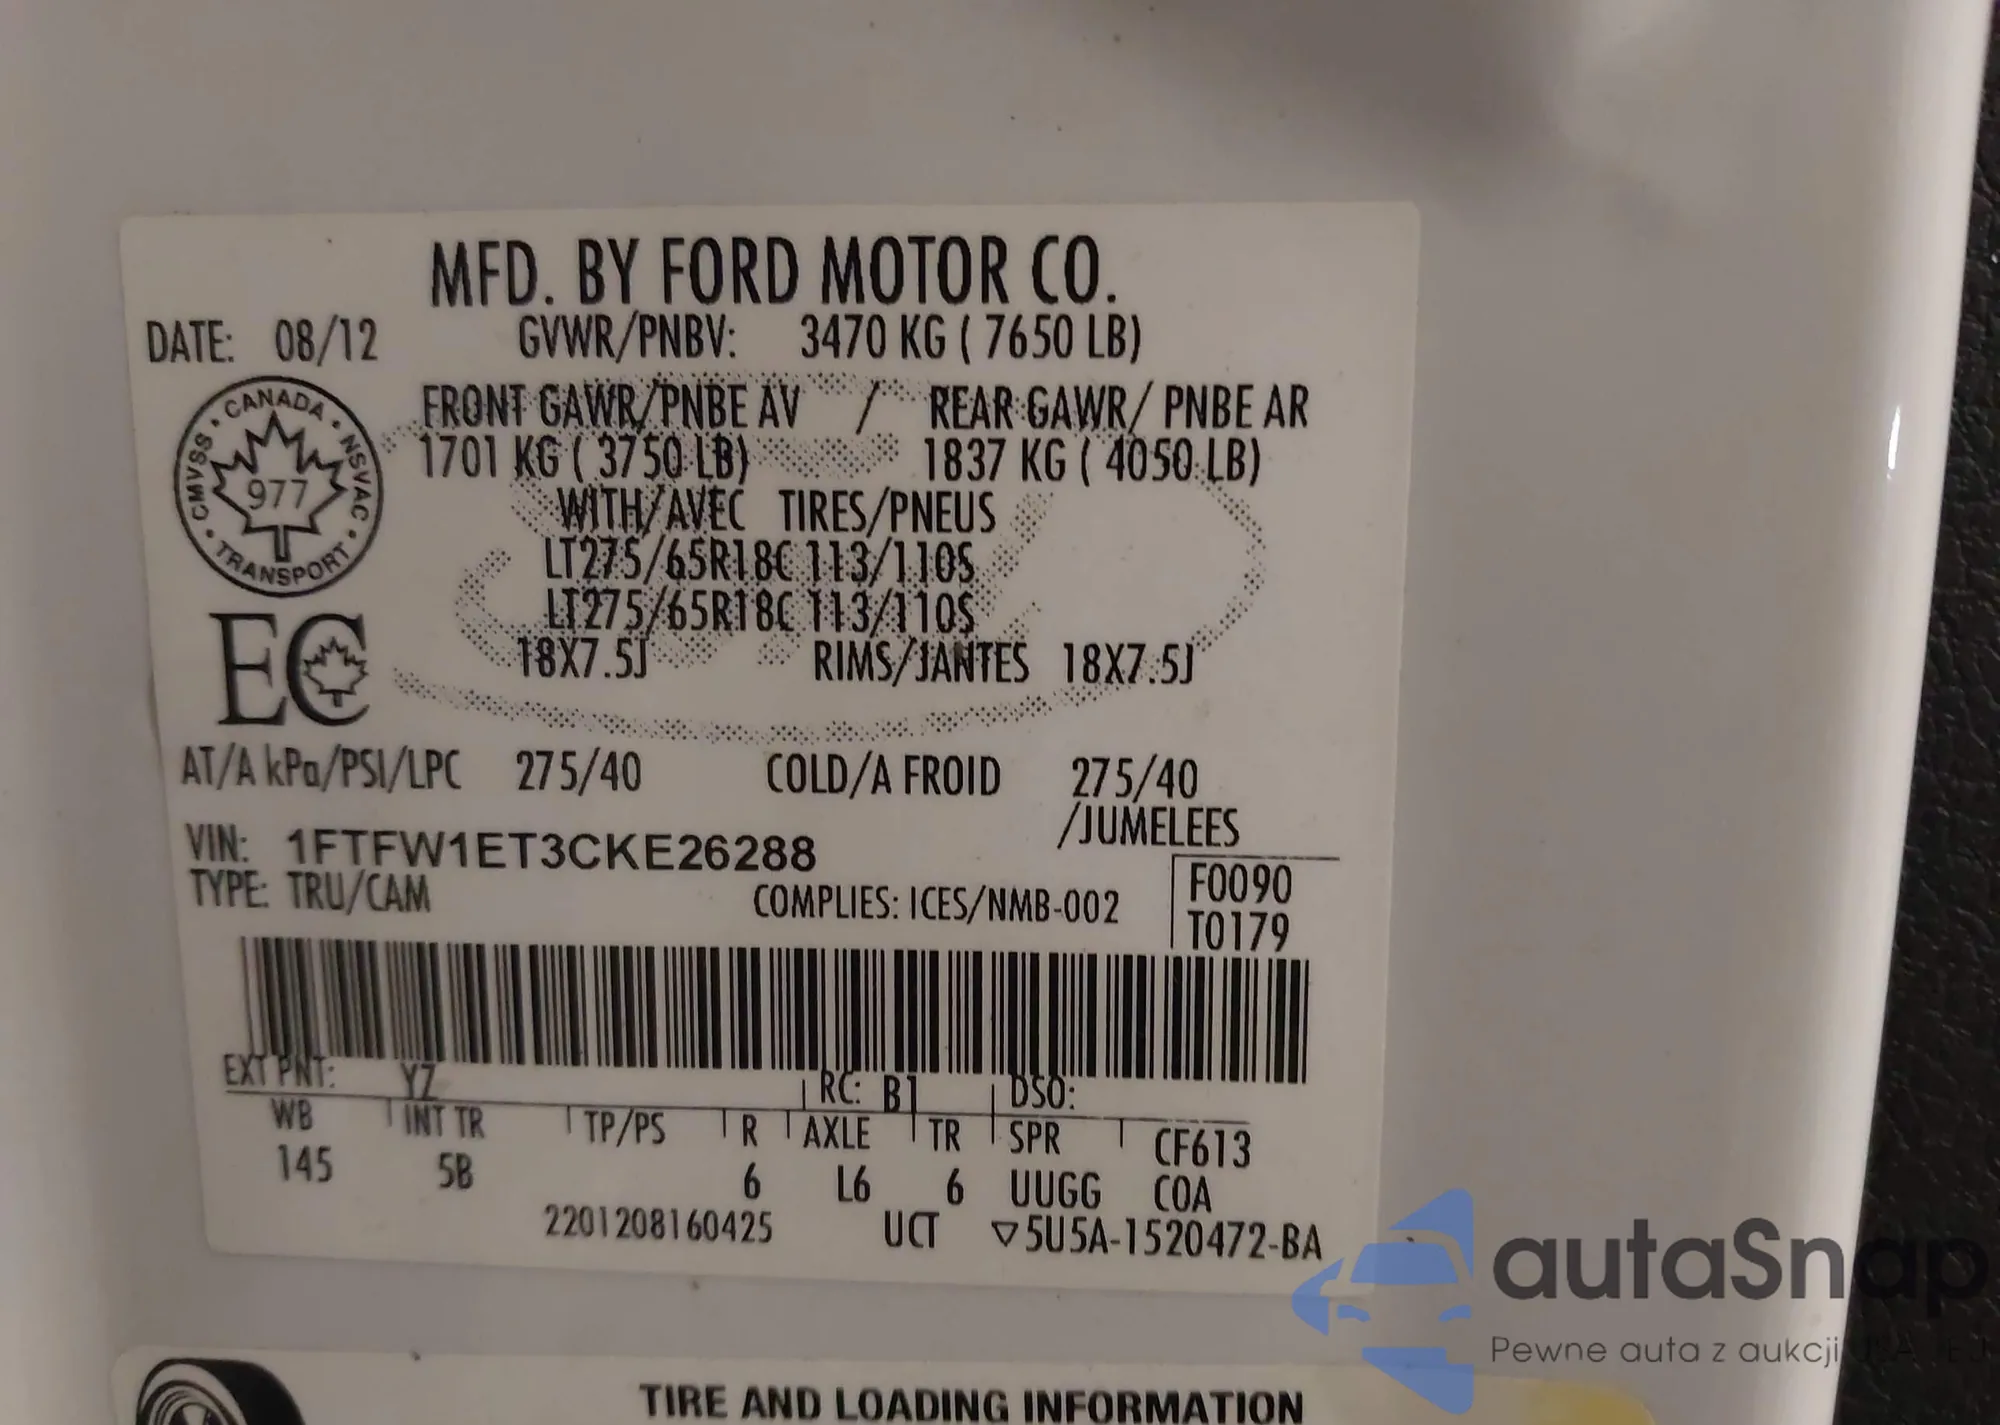 MFD. BY FORD MOTOR CO.
DATE: 08/12 GVWR/PNBV: 3470 KG ( 7650 LB)
CANADA · NSVAC · TRANSPORT · CMVSS ·
977
FRONT GAWR/PNBE AV / REAR GAWR/ PNBE AR
1701 KG ( 3750 LB) 1837 KG ( 4050 LB)
WITH/AVEC TIRES/PNEUS
LT275/65R18C 113/110S
LT275/65R18C 113/110S
EC
18X7.5J RIMS/JANTES 18X7.5J
AT/A kPa/PSI/LPC 275/40 COLD/A FROID 275/40
/JUMELEES
VIN: 1FTFW1ET3CKE26288
TYPE: TRU/CAM COMPLIES: ICES/NMB-002
F0090
T0179
EXT PNT: YZ RC: B1 DSO:
WB INT TR TP/PS R AXLE TR SPR CF613
145 5B 6 L6 6 UUGG COA
2201208160425 UCT ▽5U5A-1520472-BA
TIRE AND LOADING INFORMATION
autaSnap
Pewne auta z aukcji